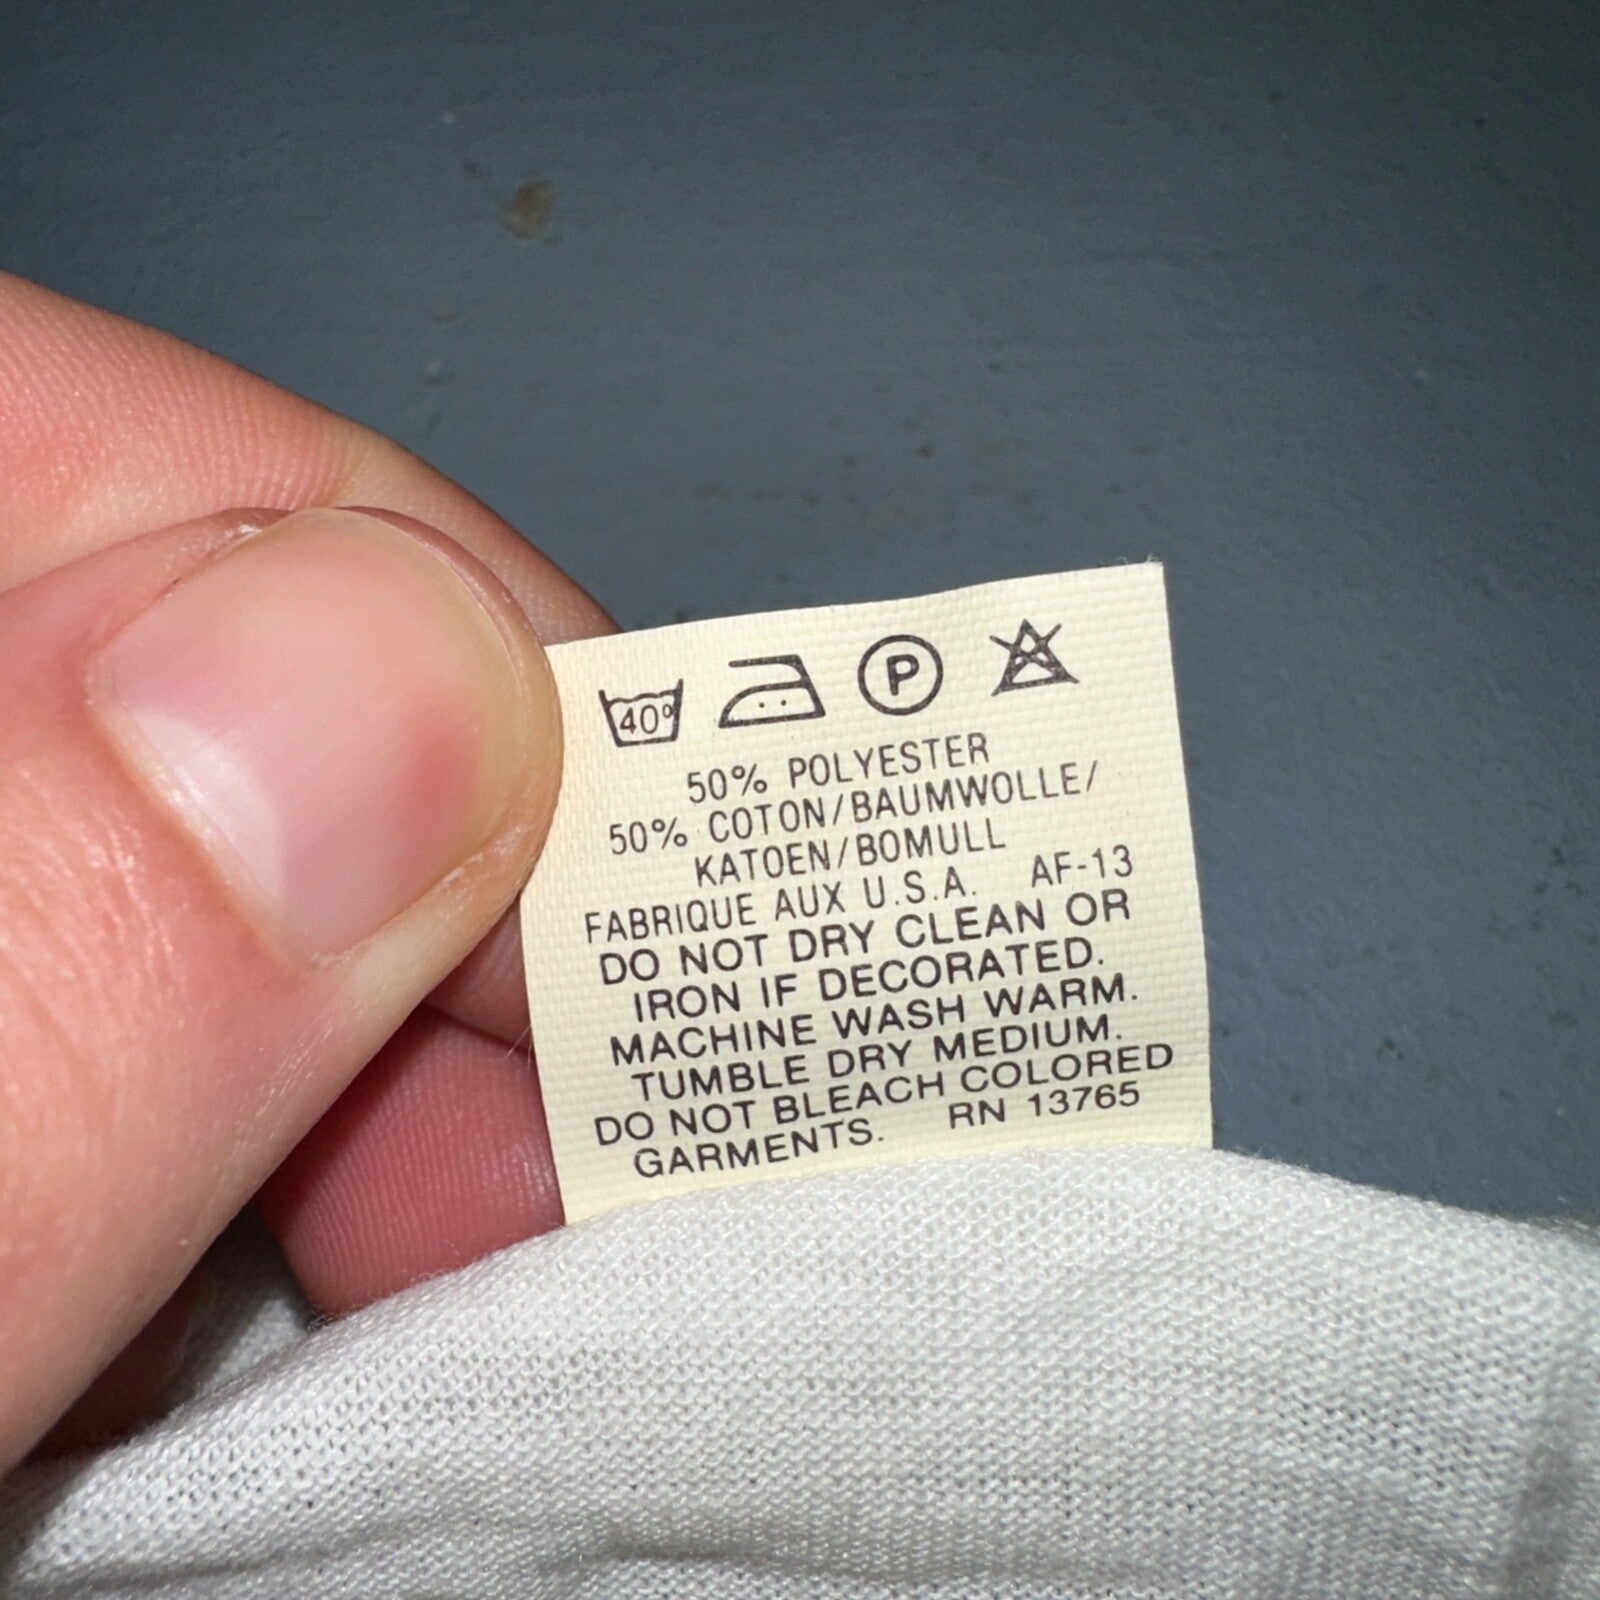 40°
P
50% POLYESTER
50% COTON/BAUMWOLLE/
KATOEN/BOMULL
FABRIQUE AUX U.S.A. AF-13
DO NOT DRY CLEAN OR
IRON IF DECORATED.
MACHINE WASH WARM.
TUMBLE DRY MEDIUM.
DO NOT BLEACH COLORED
GARMENTS. RN 13765